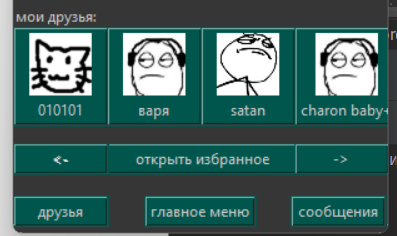 мои друзья:
010101 варя satan charon baby+
<- открыть избранное ->
друзья главное меню сообщения